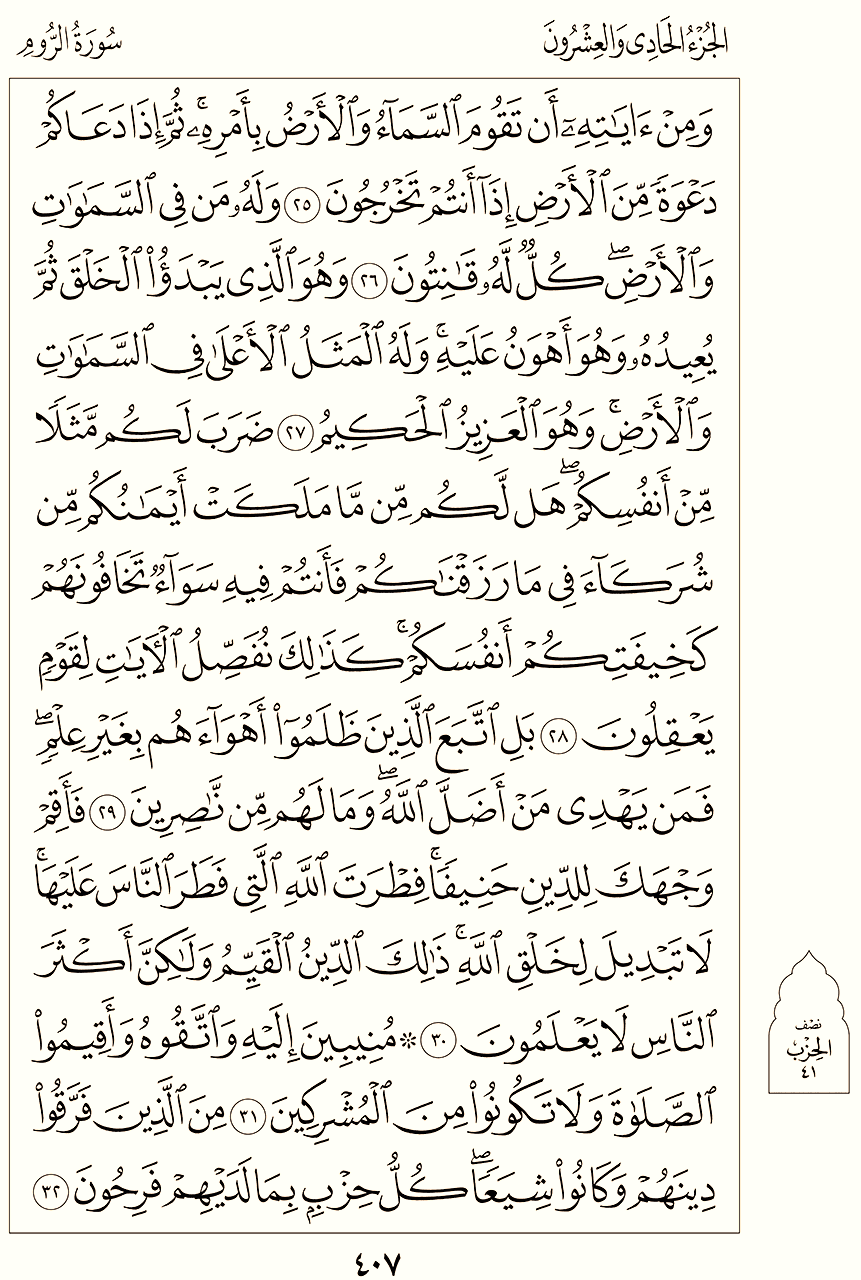 الجُزْءُ الحَادِى وَالعِشْرُونَ
سُورَةُ الرُّومِ
وَمِنْ ءَايَـٰتِهِۦٓ أَن تَقُومَ ٱلسَّمَآءُ وَٱلْأَرْضُ بِأَمْرِهِۦۚ ثُمَّ إِذَا دَعَاكُمْ
دَعْوَةً مِّنَ ٱلْأَرْضِ إِذَآ أَنتُمْ تَخْرُجُونَ ٢٥ وَلَهُۥ مَن فِى ٱلسَّمَـٰوَٰتِ
وَٱلْأَرْضِۖ كُلٌّ لَّهُۥ قَـٰنِتُونَ ٢٦ وَهُوَ ٱلَّذِى يَبْدَؤُا۟ ٱلْخَلْقَ ثُمَّ
يُعِيدُهُۥ وَهُوَ أَهْوَنُ عَلَيْهِۚ وَلَهُ ٱلْمَثَلُ ٱلْأَعْلَىٰ فِى ٱلسَّمَـٰوَٰتِ
وَٱلْأَرْضِۚ وَهُوَ ٱلْعَزِيزُ ٱلْحَكِيمُ ٢٧ ضَرَبَ لَكُم مَّثَلًا
مِّنْ أَنفُسِكُمْۖ هَل لَّكُم مِّن مَّا مَلَكَتْ أَيْمَـٰنُكُم مِّن
شُرَكَآءَ فِى مَا رَزَقْنَـٰكُمْ فَأَنتُمْ فِيهِ سَوَآءٌ تَخَافُونَهُمْ
كَخِيفَتِكُمْ أَنفُسَكُمْۚ كَذَٰلِكَ نُفَصِّلُ ٱلْـَٔايَـٰتِ لِقَوْمٍ
يَعْقِلُونَ ٢٨ بَلِ ٱتَّبَعَ ٱلَّذِينَ ظَلَمُوٓا۟ أَهْوَآءَهُم بِغَيْرِ عِلْمٍۖ
فَمَن يَهْدِى مَنْ أَضَلَّ ٱللَّهُۖ وَمَا لَهُم مِّن نَّـٰصِرِينَ ٢٩ فَأَقِمْ
وَجْهَكَ لِلدِّينِ حَنِيفًاۚ فِطْرَتَ ٱللَّهِ ٱلَّتِى فَطَرَ ٱلنَّاسَ عَلَيْهَاۚ
لَا تَبْدِيلَ لِخَلْقِ ٱللَّهِۚ ذَٰلِكَ ٱلدِّينُ ٱلْقَيِّمُ وَلَـٰكِنَّ أَكْثَرَ
ٱلنَّاسِ لَا يَعْلَمُونَ ٣٠ ۞ مُنِيبِينَ إِلَيْهِ وَٱتَّقُوهُ وَأَقِيمُوا۟
ٱلصَّلَوٰةَ وَلَا تَكُونُوا۟ مِنَ ٱلْمُشْرِكِينَ ٣١ مِنَ ٱلَّذِينَ فَرَّقُوا۟
دِينَهُمْ وَكَانُوا۟ شِيَعًاۖ كُلُّ حِزْبٍۭ بِمَا لَدَيْهِمْ فَرِحُونَ ٣٢
نصف
الحِزْبِ
٤١
٤٠٧